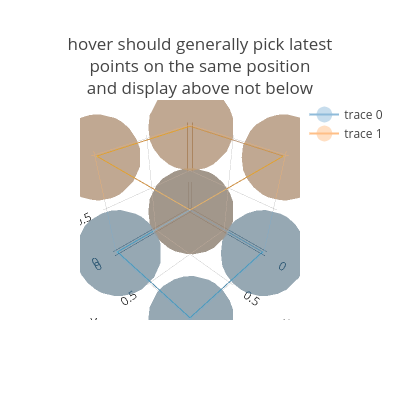 hover should generally pick latest
points on the same position
and display above not below
trace 0
trace 1
0.5
0
0
0
0.5
0.5